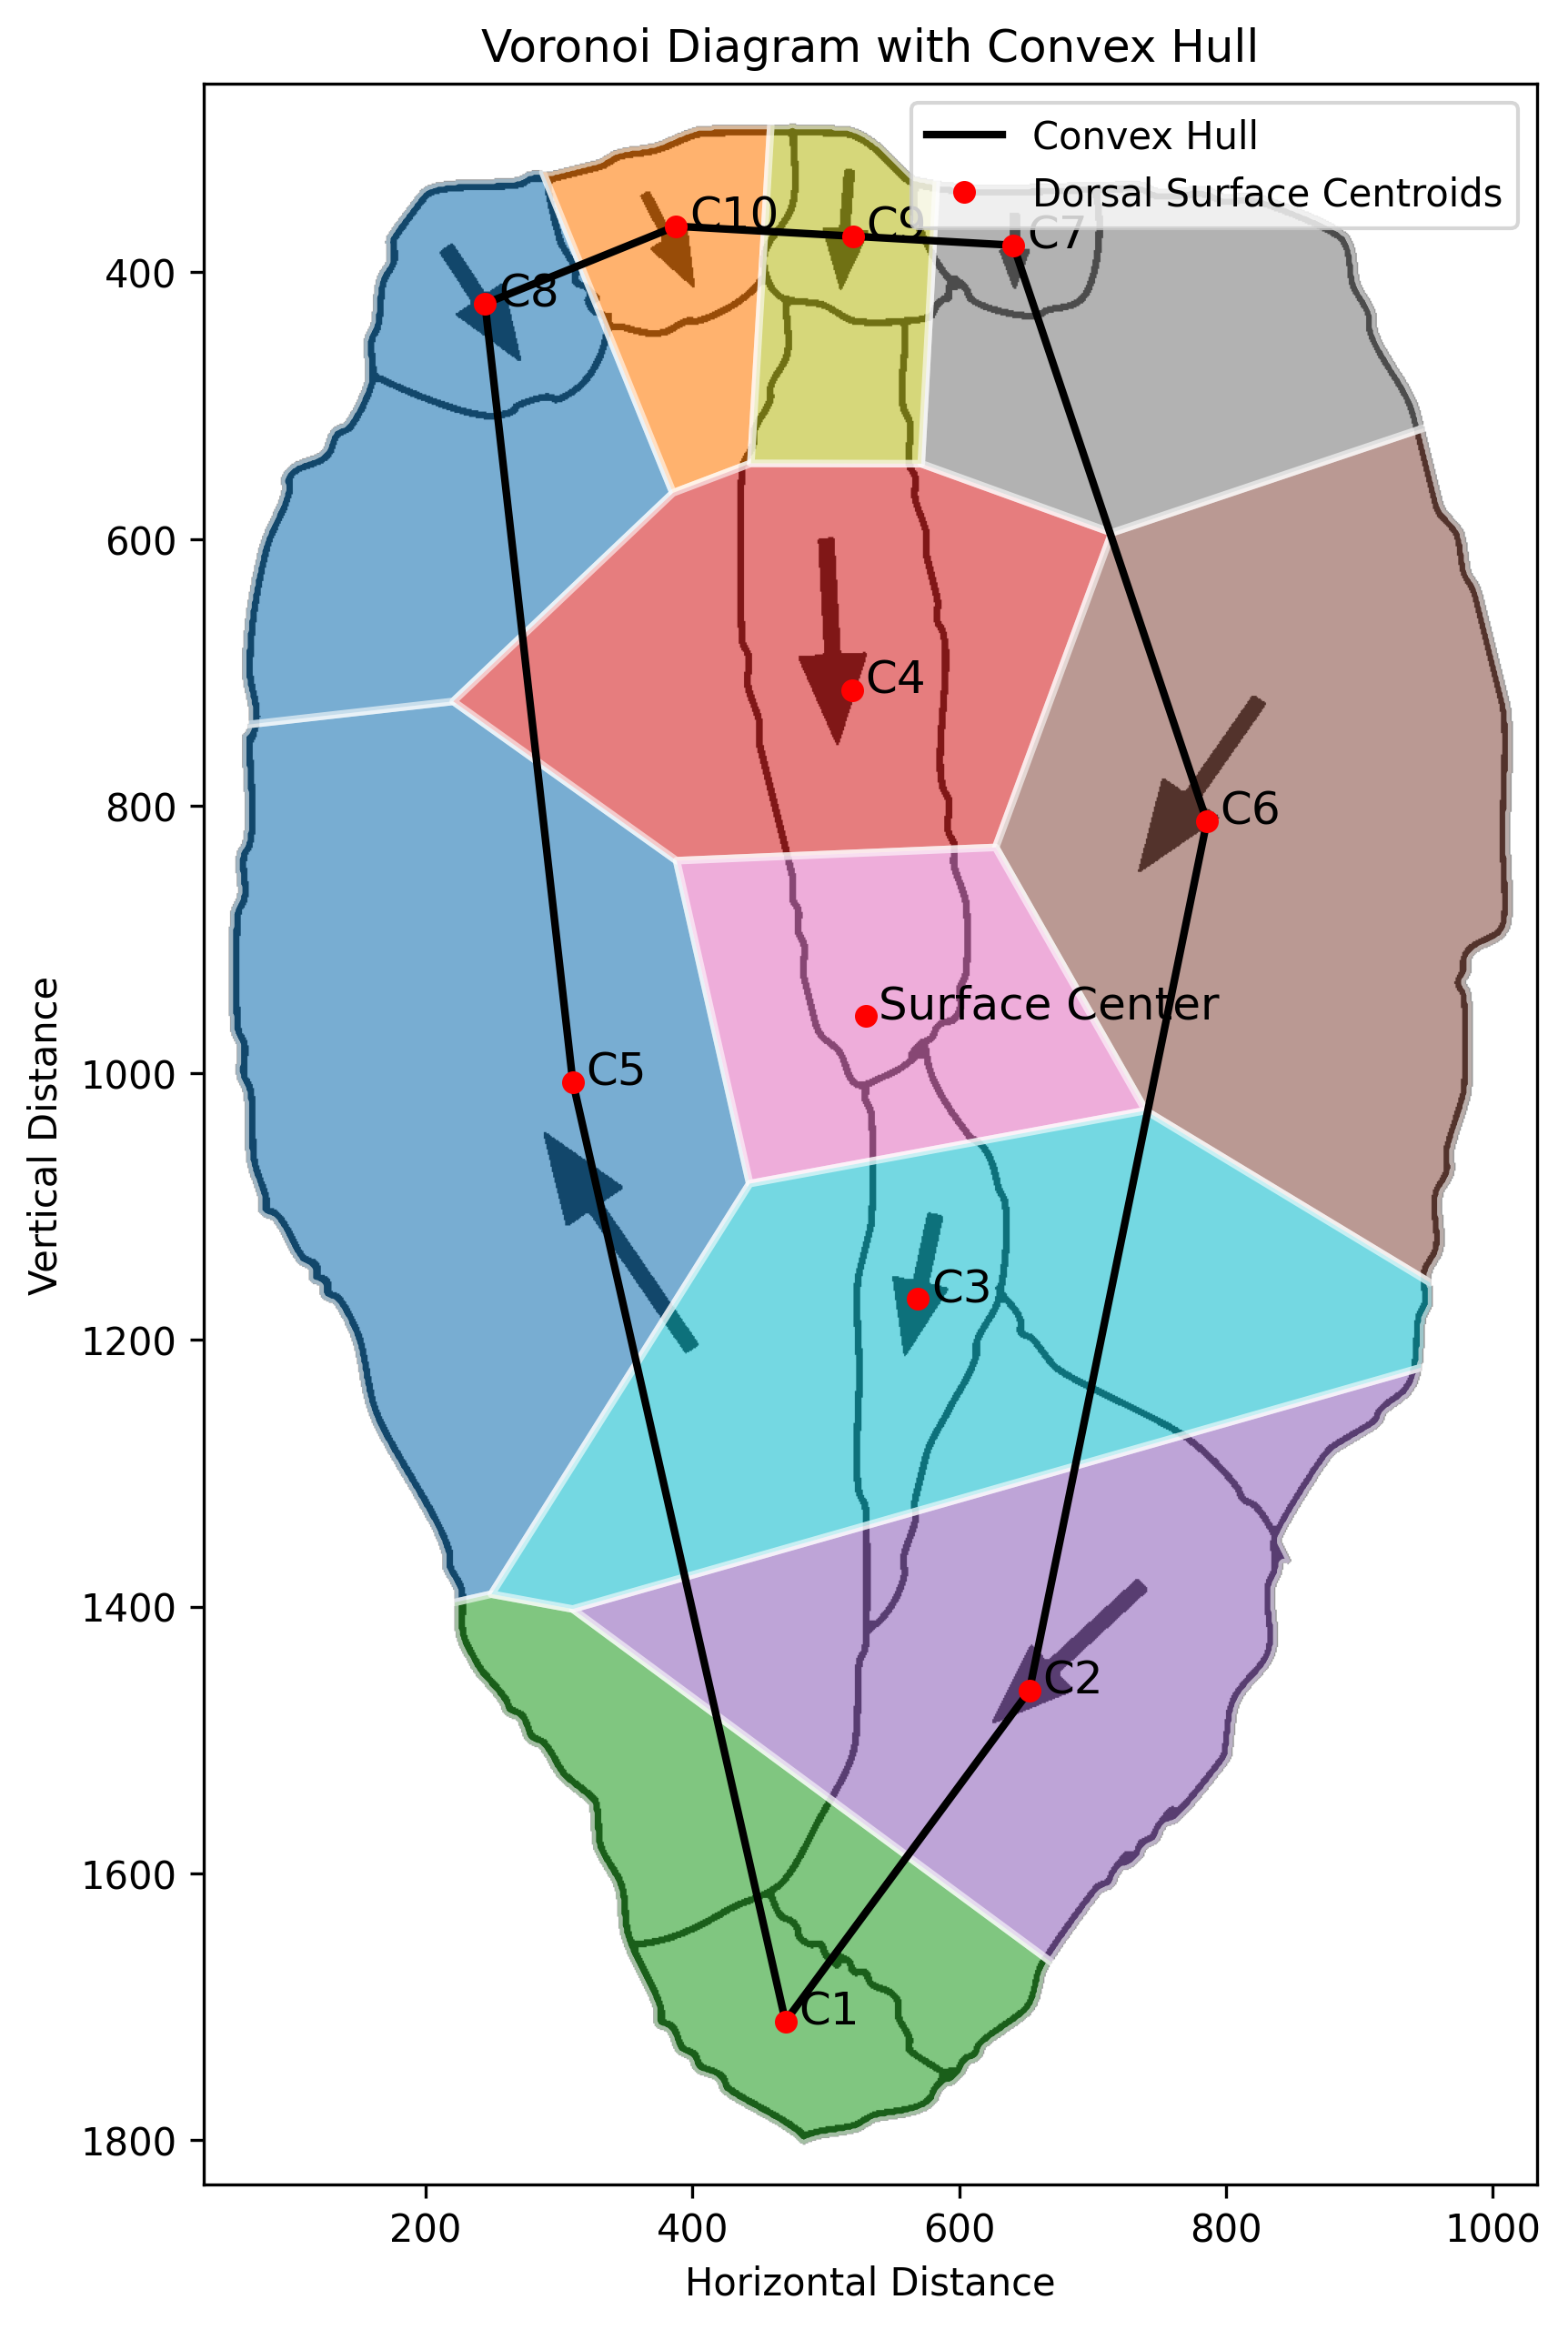 Voronoi Diagram with Convex Hull
Convex Hull
Dorsal Surface Centroids
C10
C9
C7
C8
C4
C6
Surface Center
C5
C3
C2
C1
400
600
800
1000
1200
1400
1600
1800
Vertical Distance
200
400
600
800
1000
Horizontal Distance